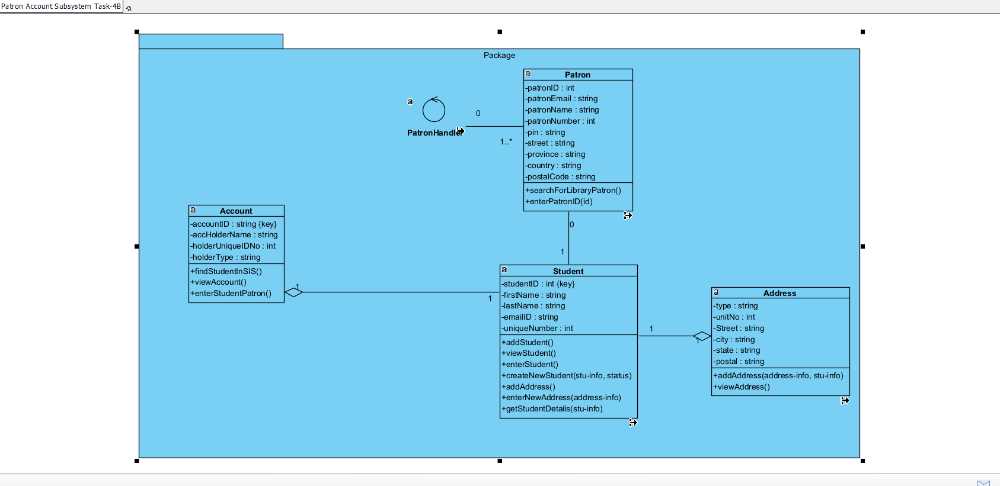 Patron Account Subsystem Task-4B
Package
a
Patron
-patronID : int
-patronEmail : string
-patronName : string
-patronNumber : int
-pin : string
-street : string
-province : string
-country : string
-postalCode : string
+searchForLibraryPatron()
+enterPatronID(id)
a
PatronHandler
0
1..*
0
1
a
Account
-accountID : string {key}
-accHolderName : string
-holderUniqueIDNo : int
-holderType : string
+findStudentInSIS()
+viewAccount()
+enterStudentPatron()
1
1
a
Student
-studentID : int {key}
-firstName : string
-lastName : string
-emailID : string
-uniqueNumber : int
+addStudent()
+viewStudent()
+enterStudent()
+createNewStudent(stu-info, status)
+addAddress()
+enterNewAddress(address-info)
+getStudentDetails(stu-info)
1
1
a
Address
-type : string
-unitNo : int
-Street : string
-city : string
-state : string
-postal : string
+addAddress(address-info, stu-info)
+viewAddress()